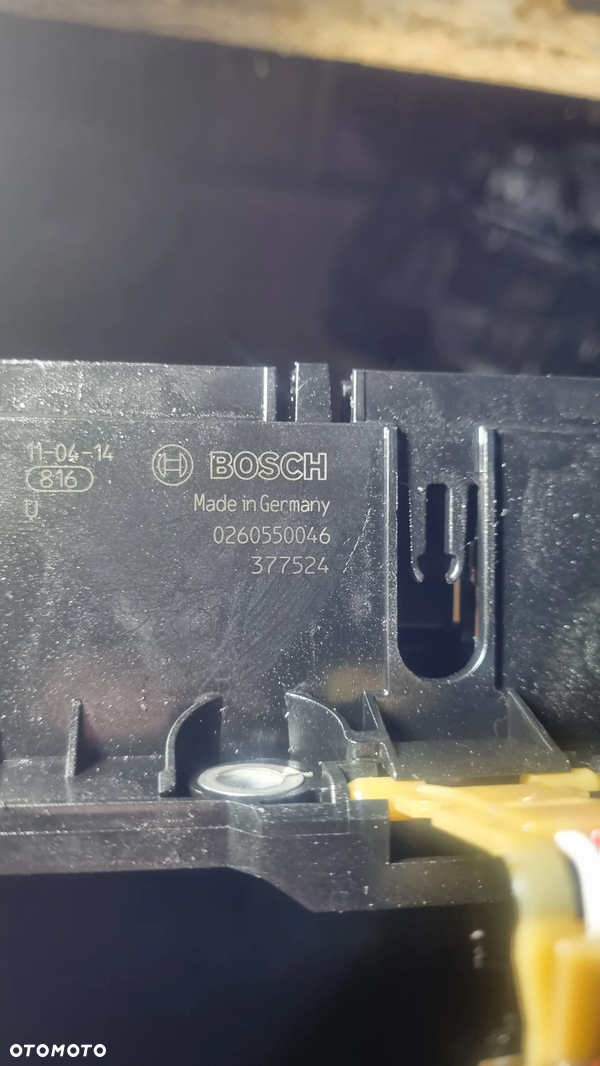 11-04-14
816
U
BOSCH
Made in Germany
0260550046
377524
OTOMOTO